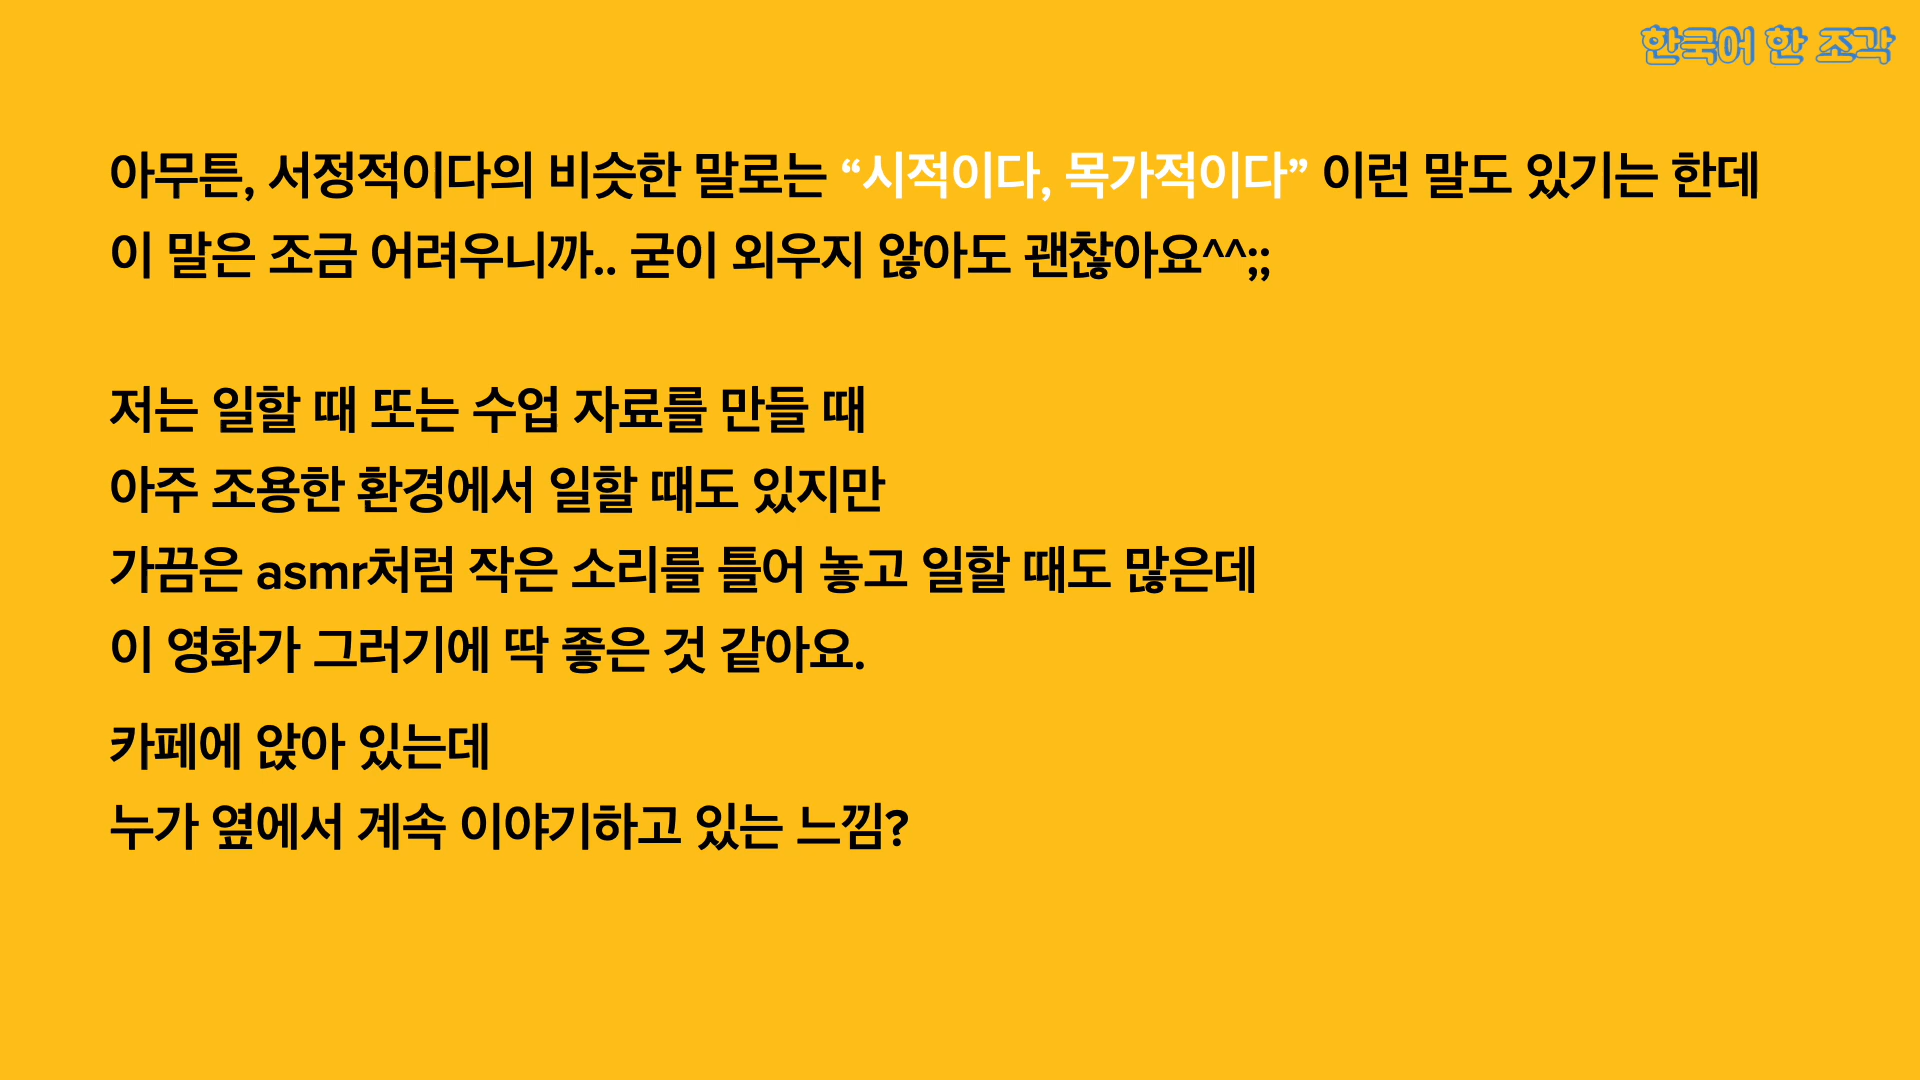 한국어 한 조각
아무튼, 서정적이다의 비슷한 말로는 “시적이다, 목가적이다” 이런 말도 있기는 한데
이 말은 조금 어려우니까.. 굳이 외우지 않아도 괜찮아요^^;;
저는 일할 때 또는 수업 자료를 만들 때
아주 조용한 환경에서 일할 때도 있지만
가끔은 asmr처럼 작은 소리를 틀어 놓고 일할 때도 많은데
이 영화가 그러기에 딱 좋은 것 같아요.
카페에 앉아 있는데
누가 옆에서 계속 이야기하고 있는 느낌?